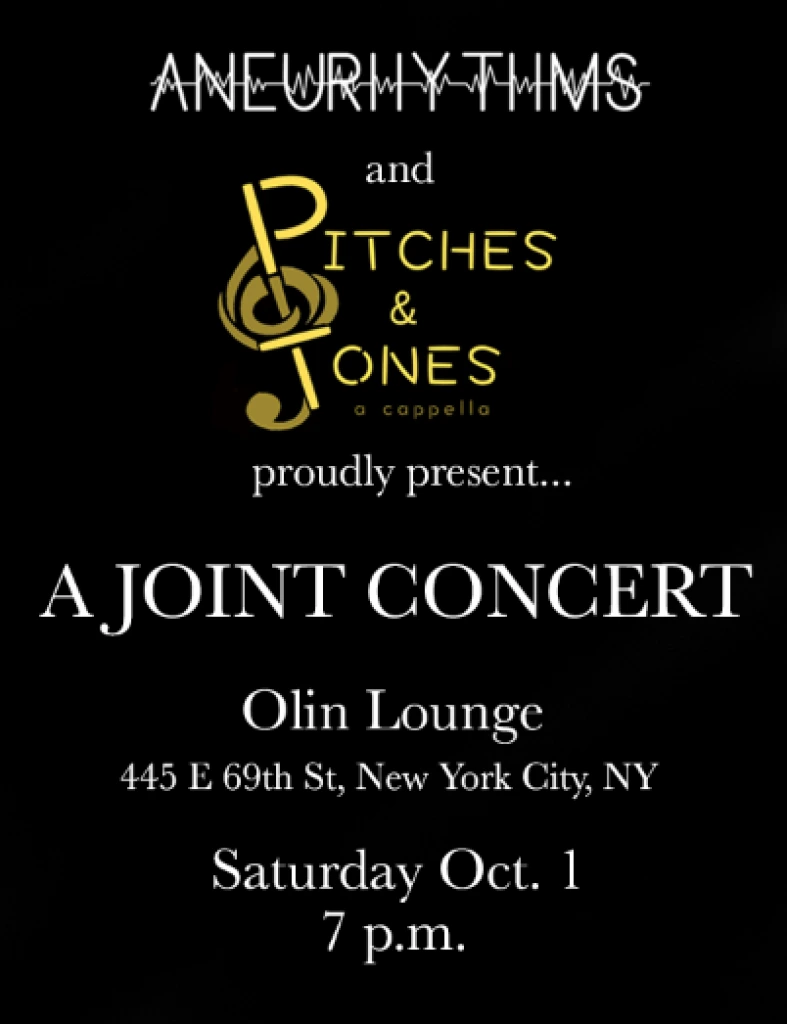 ANEURHYTHMS
and
PITCHES
&
JONES
a cappella
proudly present...
A JOINT CONCERT
Olin Lounge
445 E 69th St, New York City, NY
Saturday Oct. 1
7 p.m.